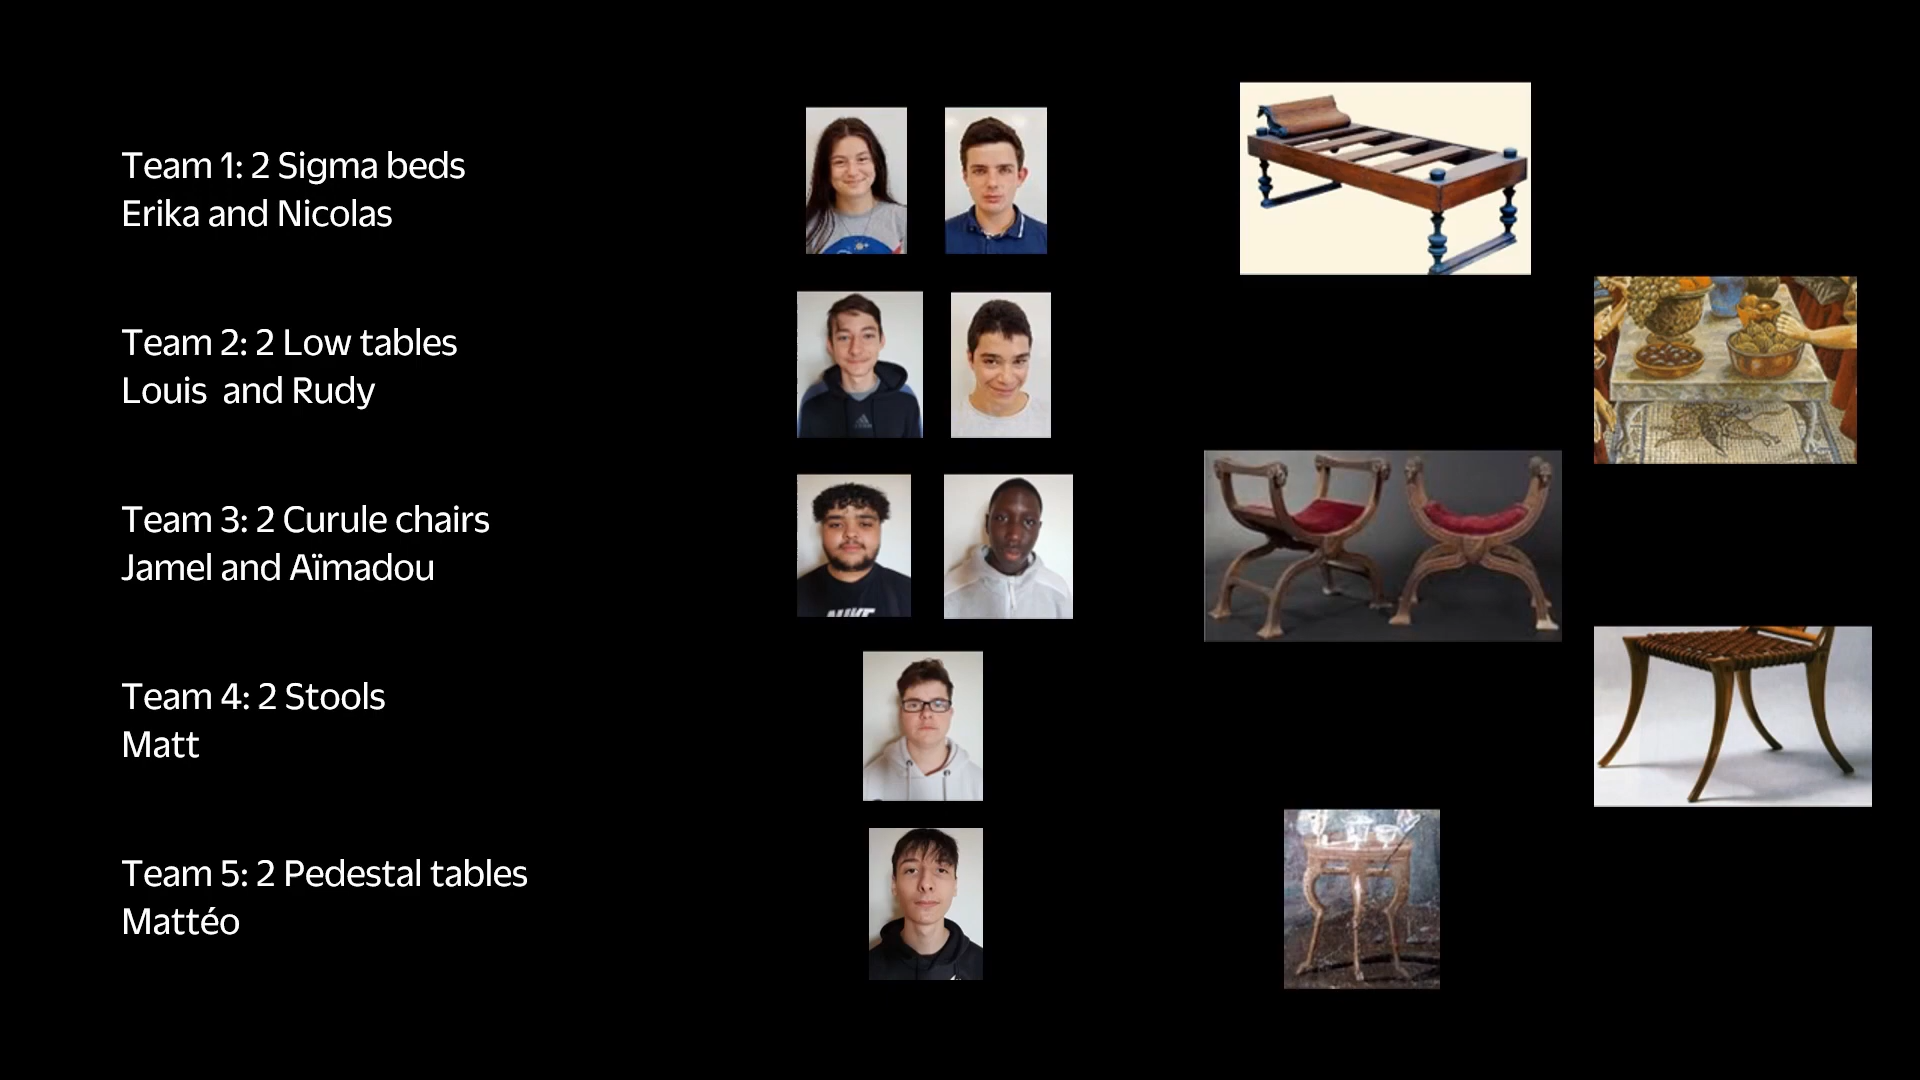 Team 1: 2 Sigma beds
Erika and Nicolas
Team 2: 2 Low tables
Louis  and Rudy
Team 3: 2 Curule chairs
Jamel and Aïmadou
NIKE
Team 4: 2 Stools
Matt
Team 5: 2 Pedestal tables
Mattéo